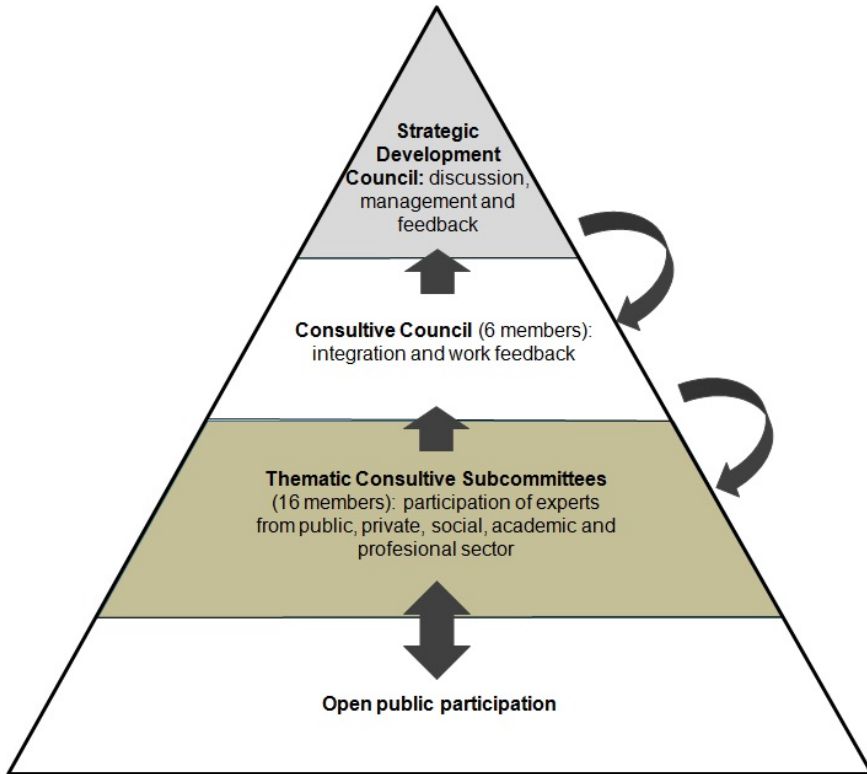 Strategic
Development
Council: discussion,
management and
feedback
Consultive Council (6 members):
integration and work feedback
Thematic Consultive Subcommittees
(16 members): participation of experts
from public, private, social, academic and
profesional sector
Open public participation